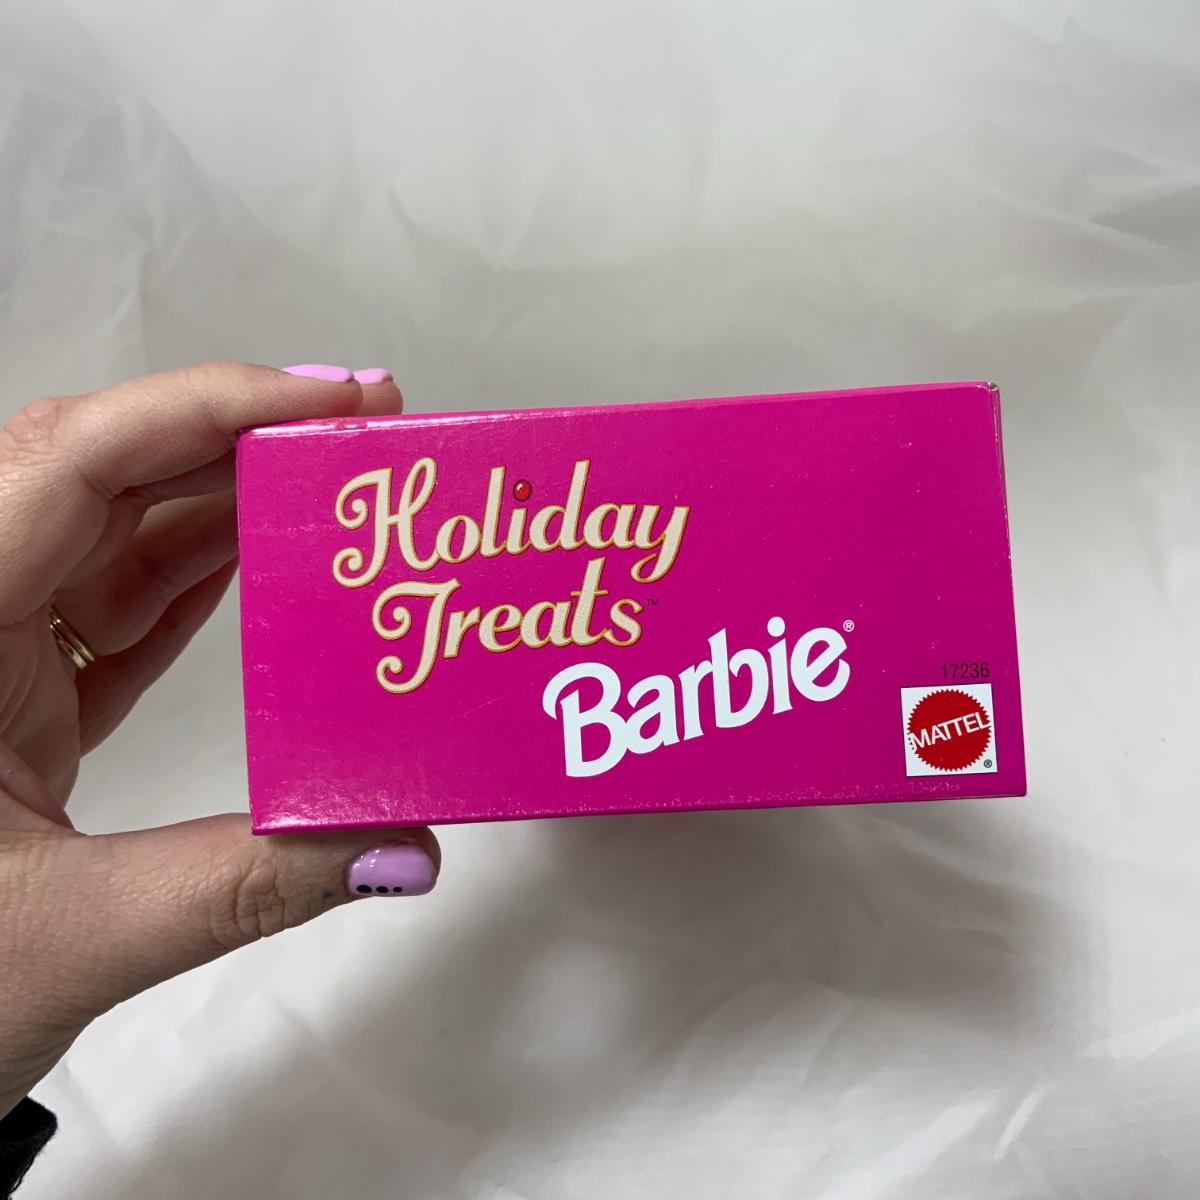 Holiday
Treats™
Barbie®
17236
MATTEL
®